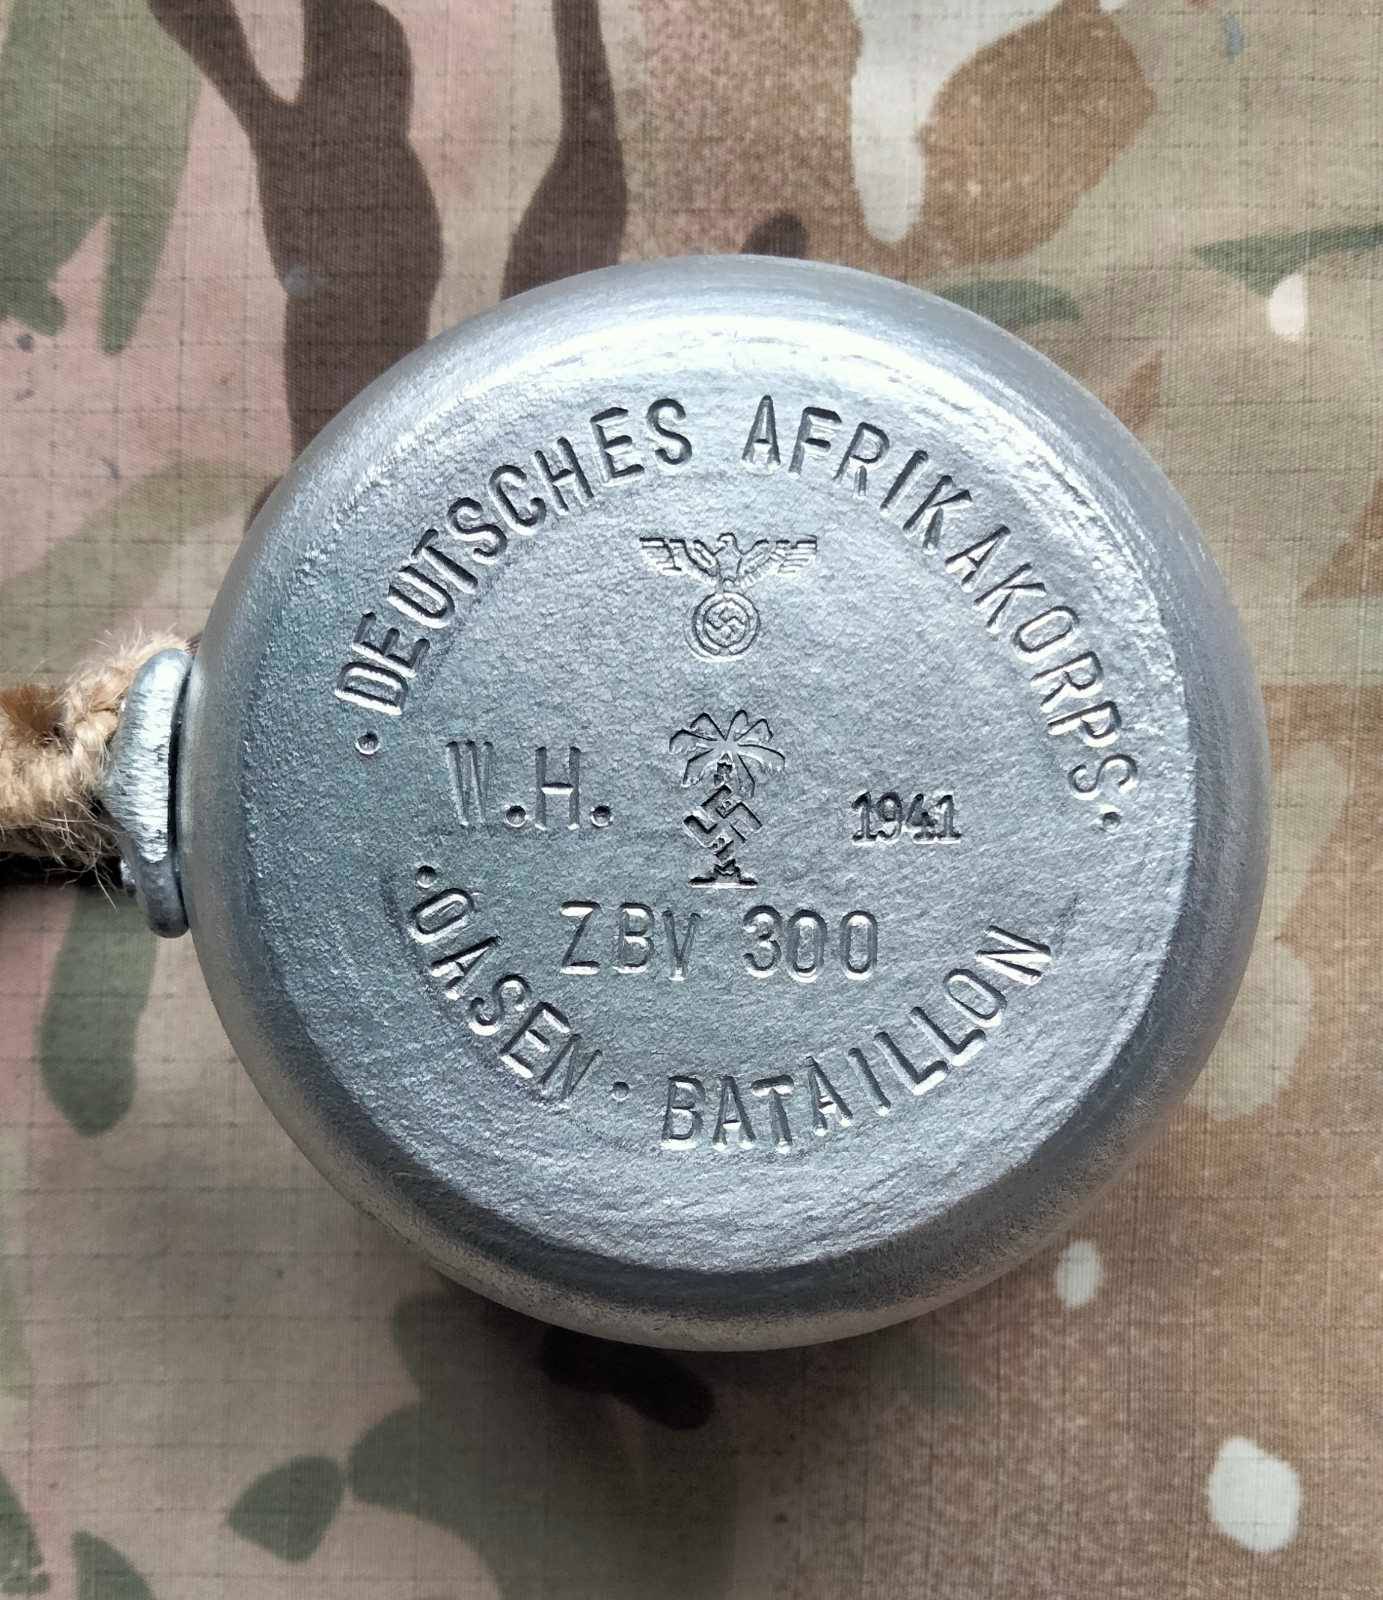 · DEUTSCHES AFRIKAKORPS ·
W.H.
1941
ZBV 300
· OASEN · BATAILLON